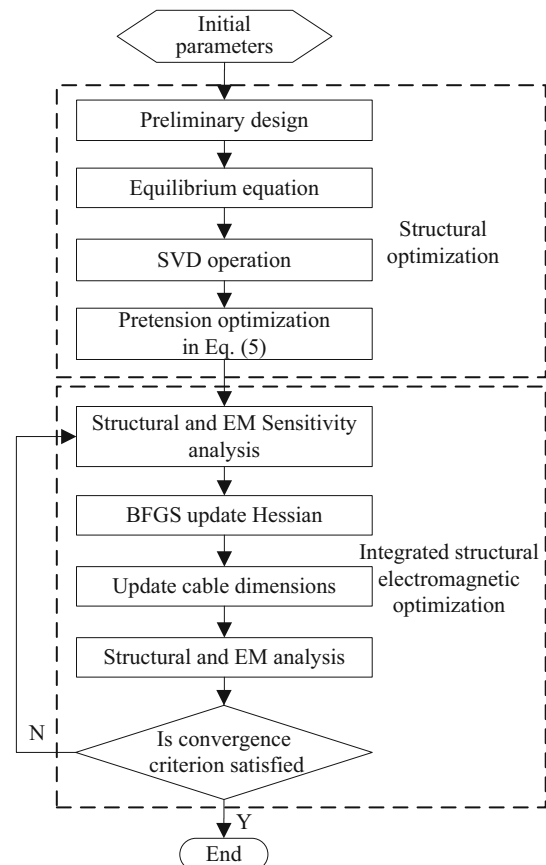 Initial
parameters
Preliminary design
Equilibrium equation
SVD operation
Pretension optimization
in Eq. (5)
Structural
optimization
Structural and EM Sensitivity
analysis
BFGS update Hessian
Update cable dimensions
Structural and EM analysis
Integrated structural
electromagnetic
optimization
Is convergence
criterion satisfied
N
Y
End